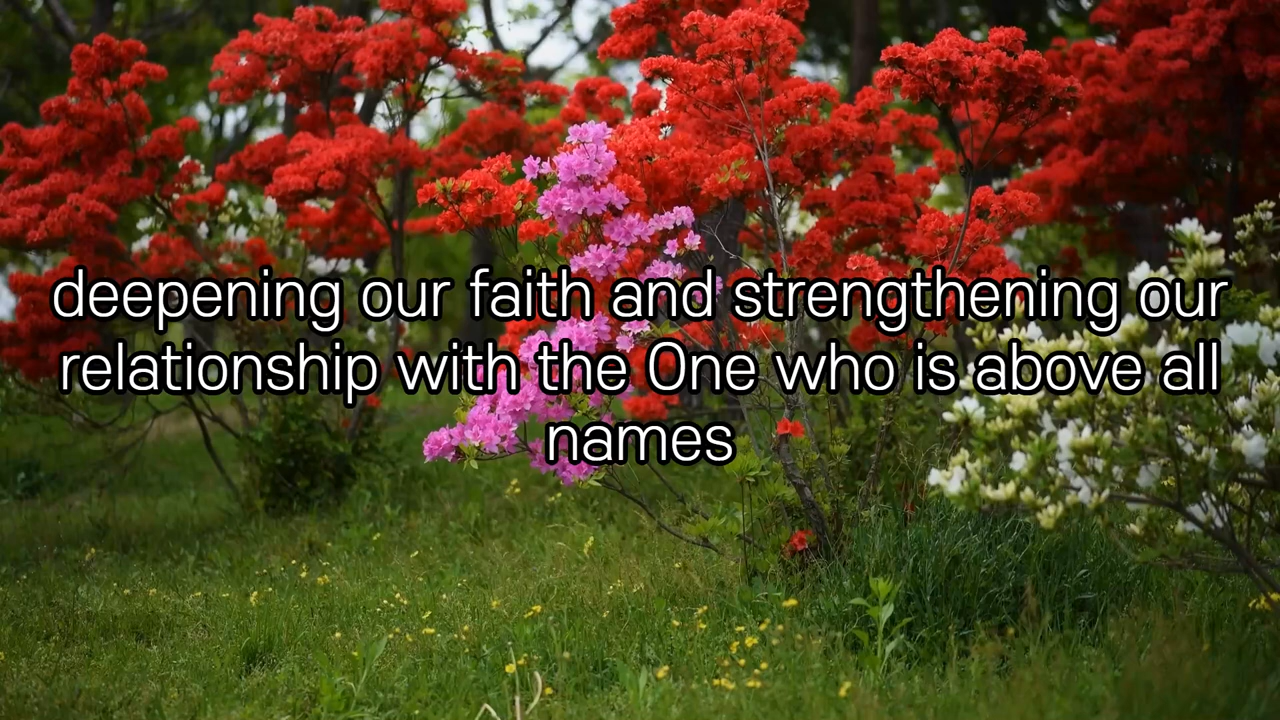 deepening our faith and strengthening our
relationship with the One who is above all
names